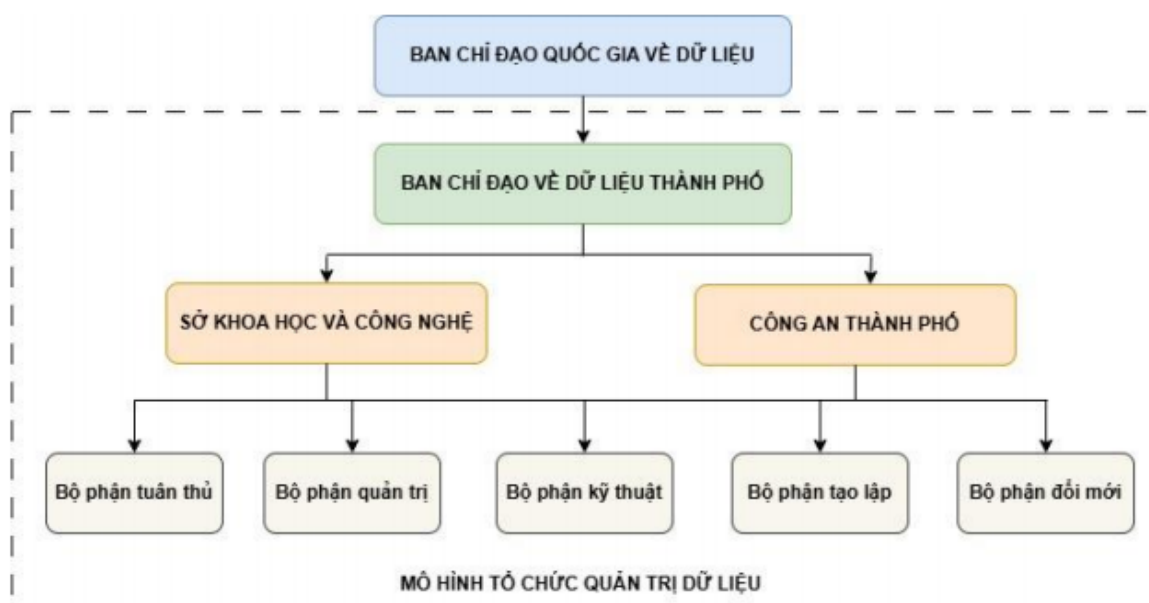 BAN CHỈ ĐẠO QUỐC GIA VỀ DỮ LIỆU
BAN CHỈ ĐẠO VỀ DỮ LIỆU THÀNH PHỐ
SỞ KHOA HỌC VÀ CÔNG NGHỆ
CÔNG AN THÀNH PHỐ
Bộ phận tuân thủ
Bộ phận quản trị
Bộ phận kỹ thuật
Bộ phận tạo lập
Bộ phận đổi mới
MÔ HÌNH TỔ CHỨC QUẢN TRỊ DỮ LIỆU